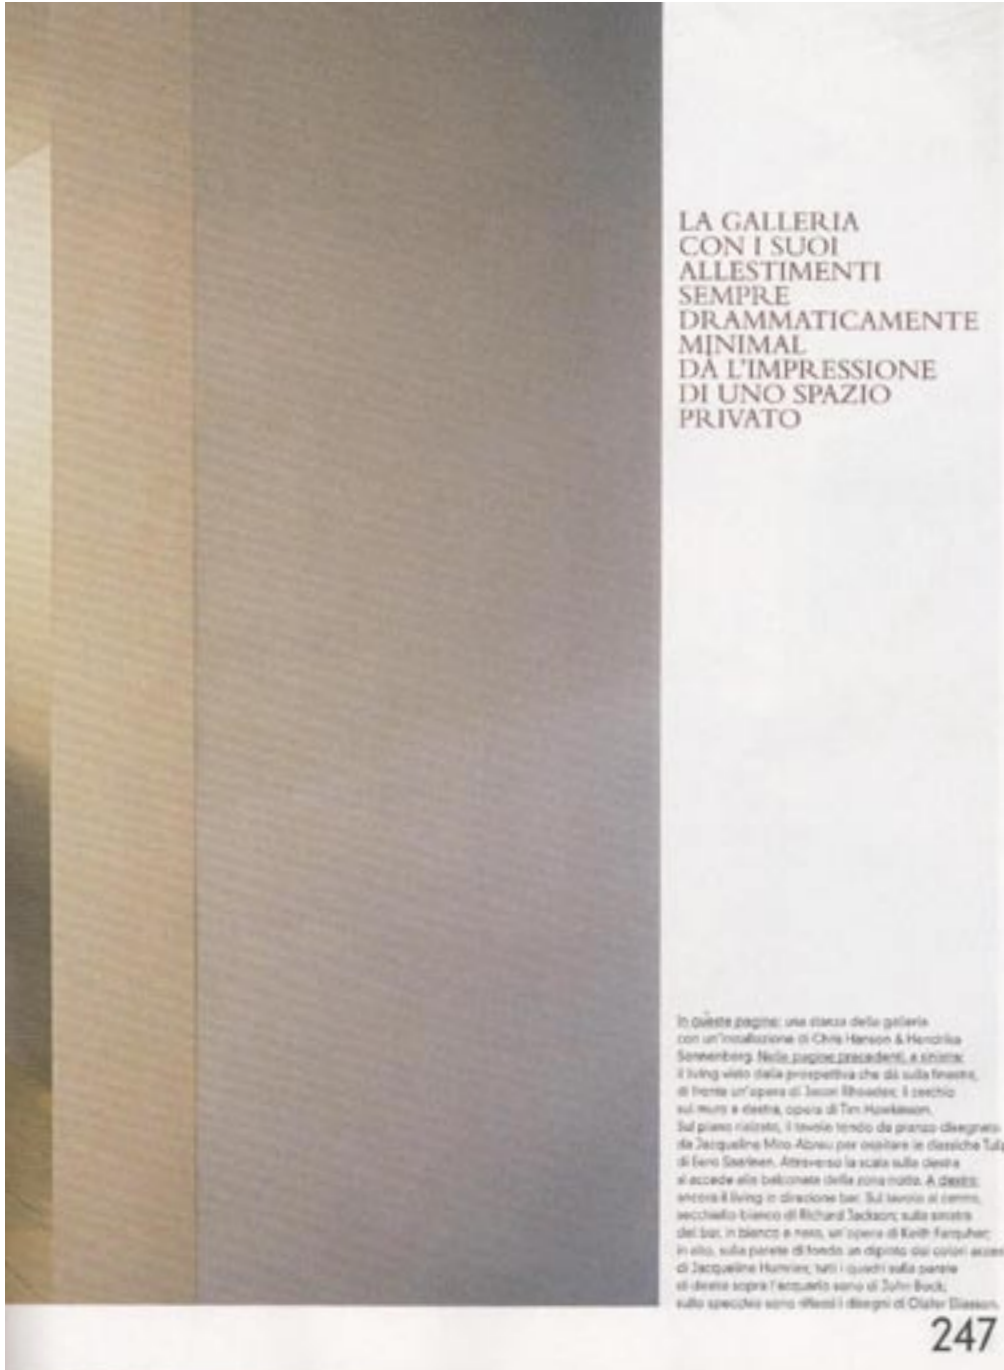 LA GALLERIA
CON I SUOI
ALLESTIMENTI
SEMPRE
DRAMMATICAMENTE
MINIMAL
DÀ L'IMPRESSIONE
DI UNO SPAZIO
PRIVATO
In queste pagine: una stanza della galleria
con un'installazione di Chris Hanson & Hendrika
Sonnenberg. Nelle pagine precedenti, a sinistra:
il living visto dalla prospettiva che dà sulla finestra,
di fronte un'opera di Jason Rhoades; il cerchio
sul muro a destra, opera di Tim Hawkinson.
Sul piano rialzato, il tavolo tondo da pranzo disegnato
da Jacqueline Miro Abreu per ospitare le classiche
di Eero Saarinen. Attraverso la scala sulla destra
si accede alla balconata della zona notte. A destra:
ancora il living in direzione bar. Sul tavolo al centro,
secchiello bianco di Richard Jackson; sulla sinistra
del bar, in bianco e nero, un'opera di Keith Farquhar;
in alto, sulla parete di fondo un dipinto dai colori
di Jacqueline Humries; tutti i quadri sulla parete
di destra sopra l'acquario sono di John Bock;
sullo specchio sono riflessi i disegni di Olafer Eliasson.
247